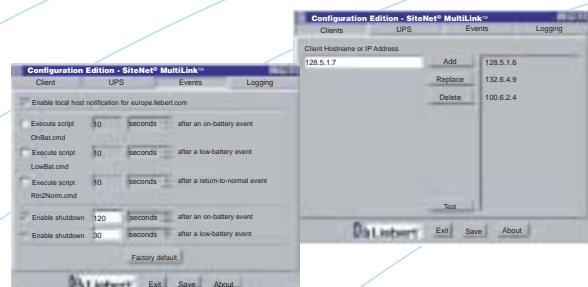 Configuration Edition - SiteNet® MultiLink™
Clients UPS Events Logging
Client Hostname or IP Address
128.5.1.7 Add 128.5.1.6
Replace 132.6.4.9
Delete 100.6.2.4
Test
Liebert Exit Save About
Configuration Edition - SiteNet® MultiLink™
Client UPS Events Logging
Enable local host notification for europe.liebert.com
Execute script 10 seconds after an on-battery event
OnBat.cmd
Execute script 10 seconds after a low-battery event
LowBat.cmd
Execute script 10 seconds after a return-to-normal event
Rtn2Norm.cmd
Enable shutdown 120 seconds after an on-battery event
Enable shutdown 30 seconds after a low-battery event
Factory default
Liebert Exit Save About